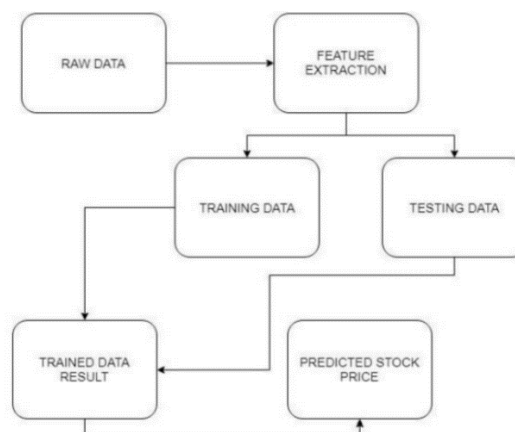 RAW DATA
FEATURE
EXTRACTION
TRAINING DATA
TESTING DATA
TRAINED DATA
RESULT
PREDICTED STOCK
PRICE